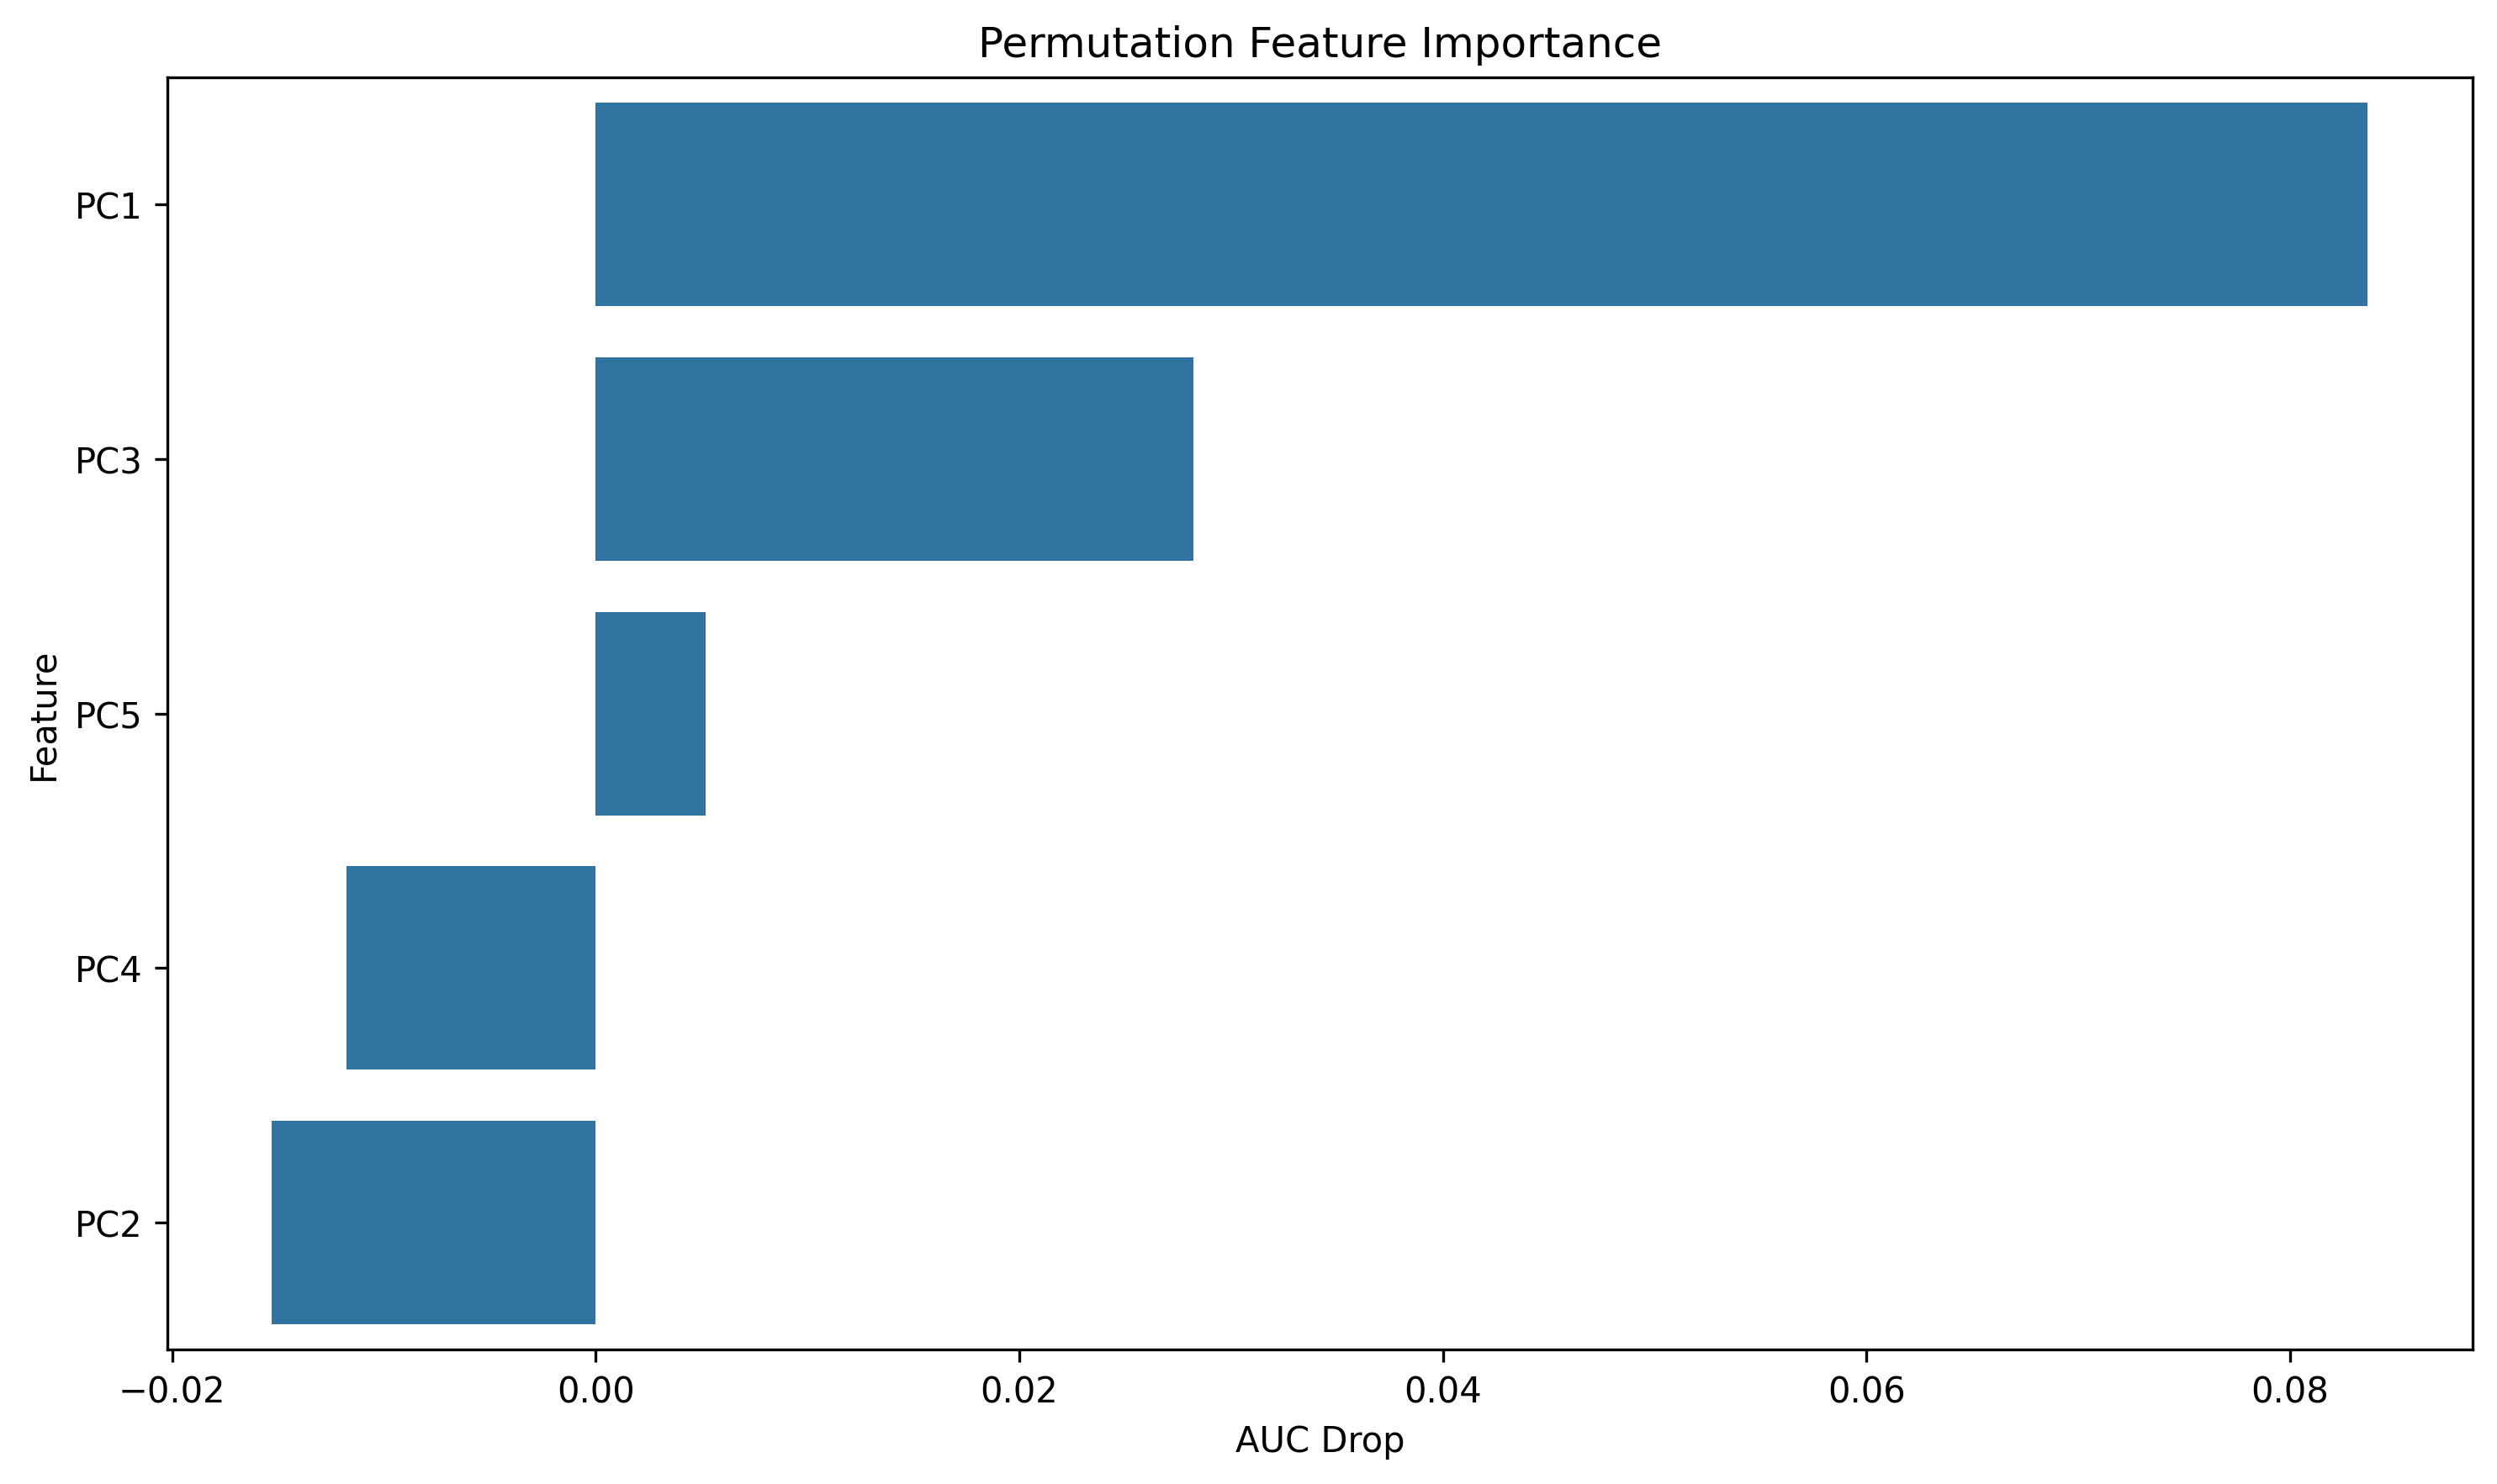 Permutation Feature Importance
Feature
PC1
PC3
PC5
PC4
PC2
−0.02 0.00 0.02 0.04 0.06 0.08
AUC Drop